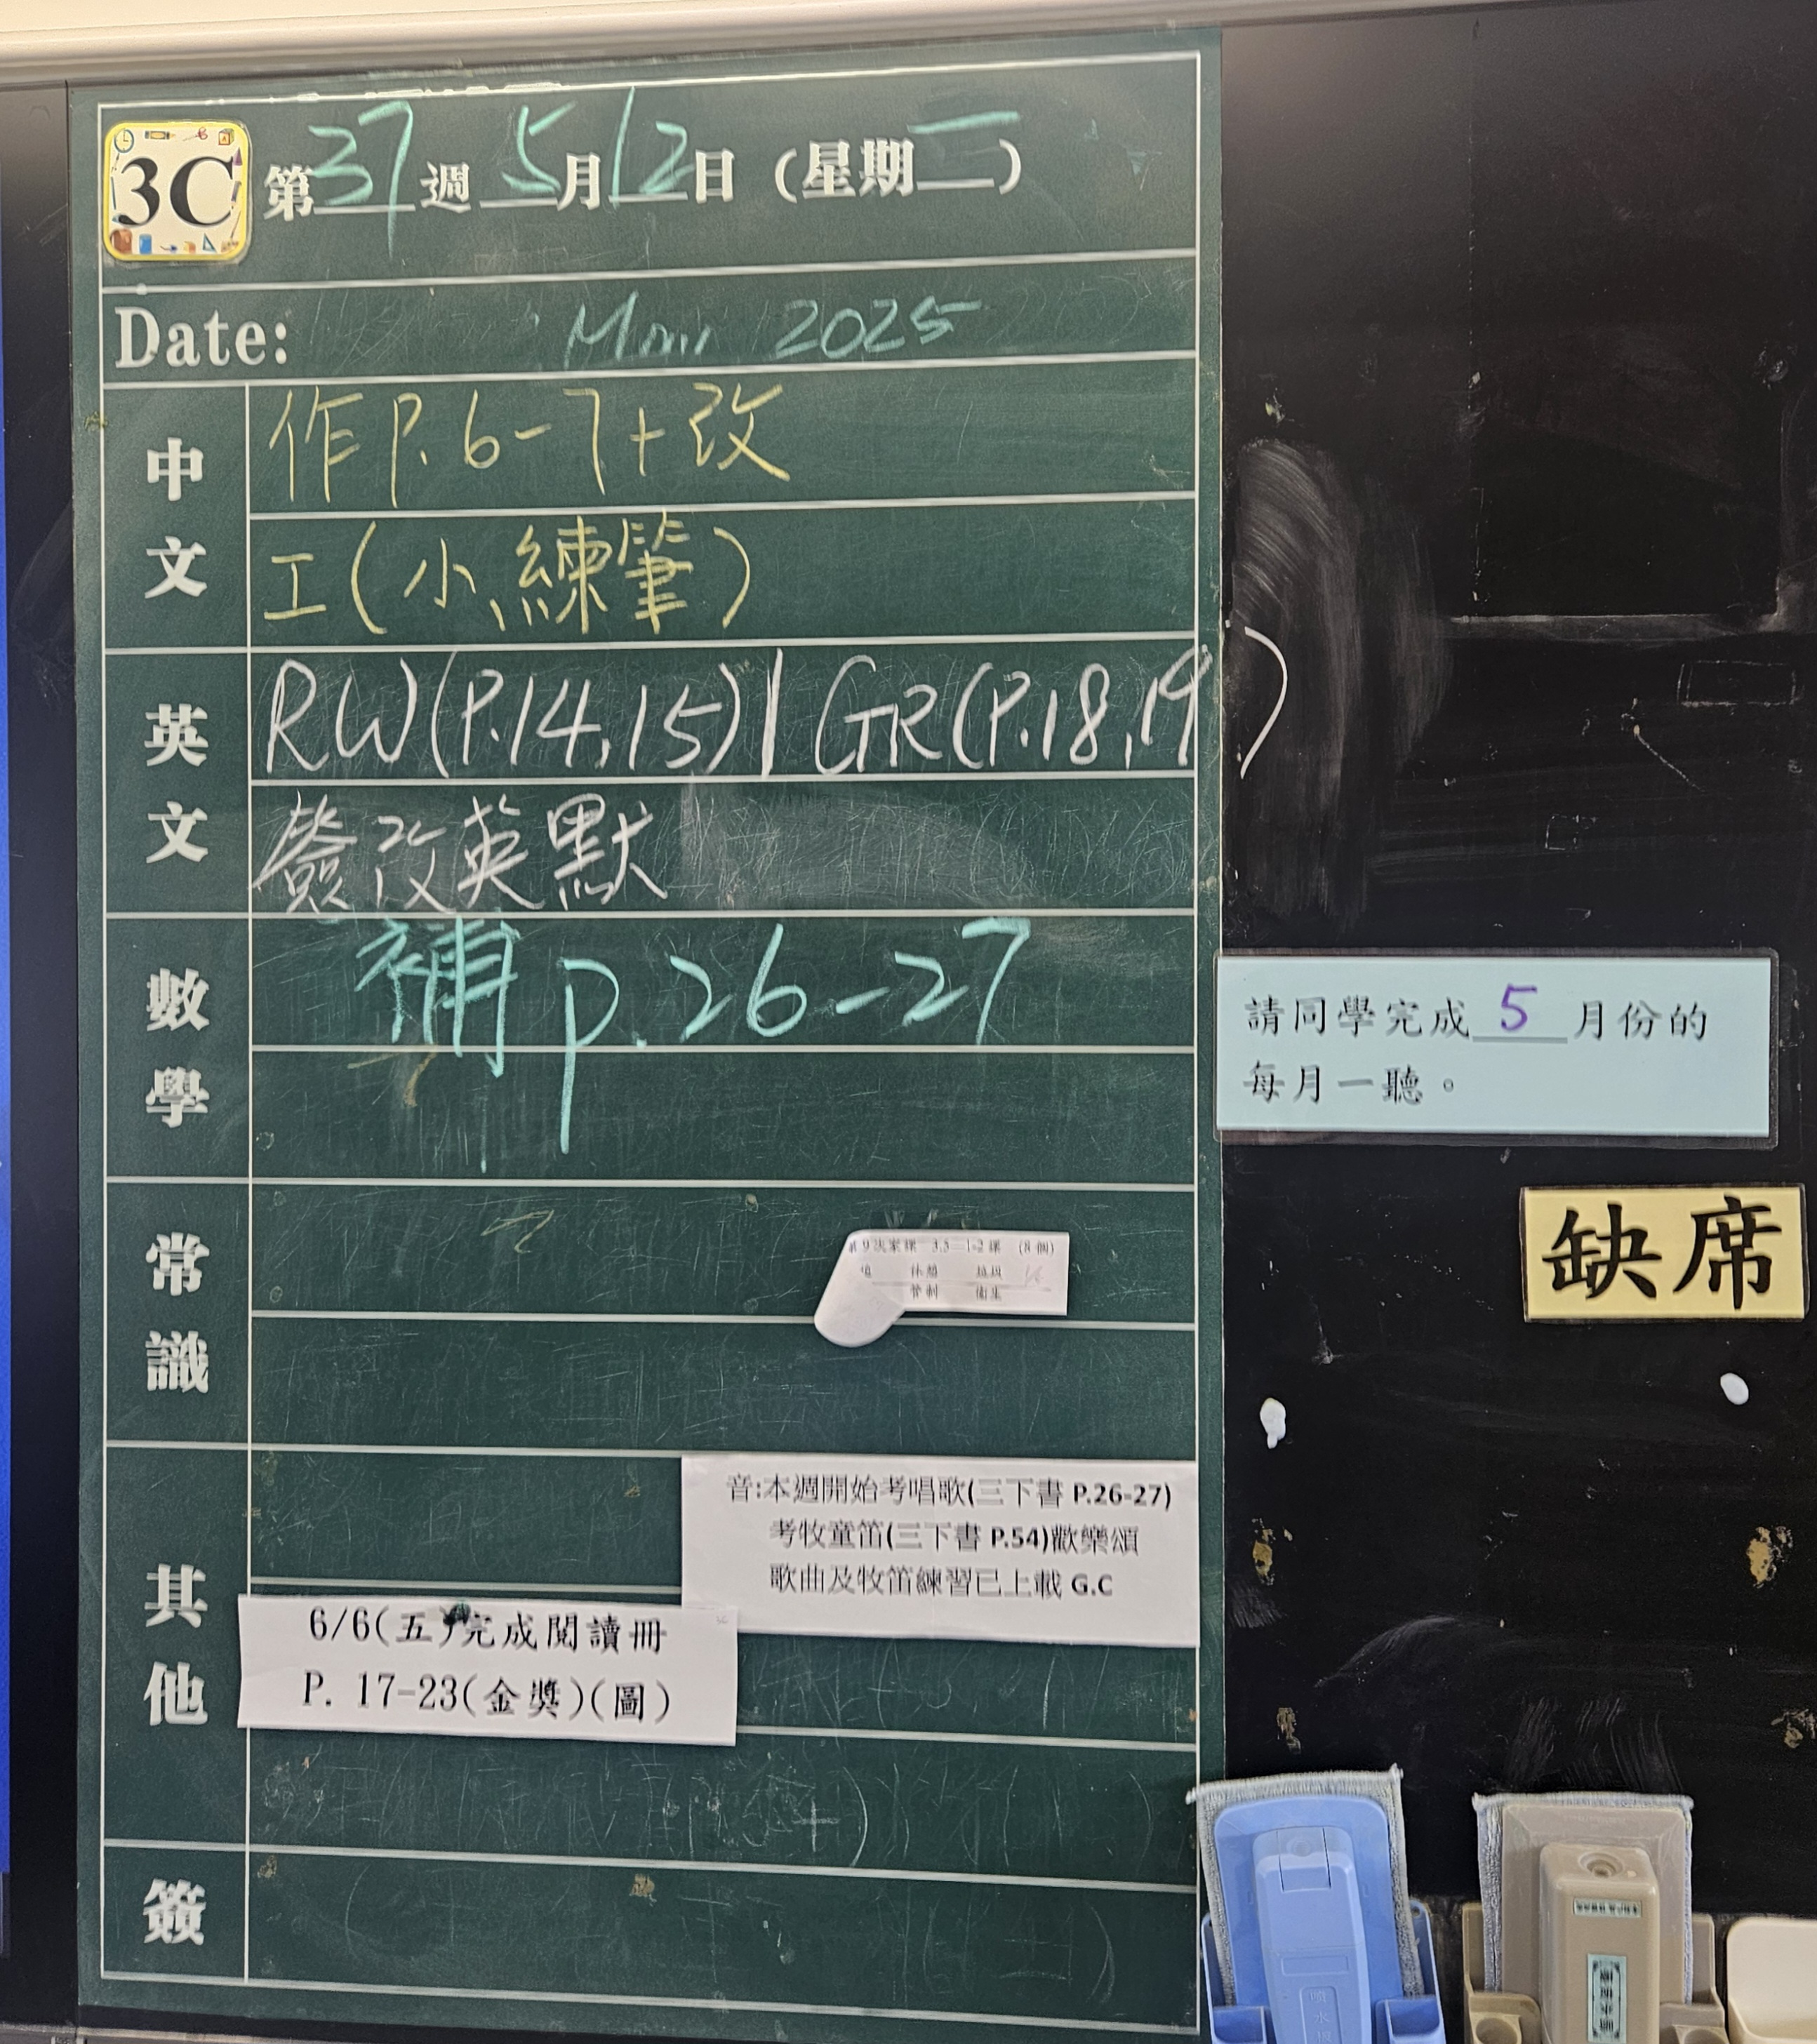 3C 第37週5月12日(星期一)
Date: 2025
中文
作P.6-7+改
工(小練筆)
英文
RW(P.14,15) | GR(P.18,19)
簽改英默
數學
補 p.26-27
請同學完成 5 月份的
每月一聽。
常識
缺席
其他
音:本週開始考唱歌(三下書 P.26-27)
考牧童笛(三下書 P.54)歡樂頌
歌曲及牧笛練習已上載 G.C
6/6(五)完成閱讀冊
P. 17-23(金獎)(圖)
簽